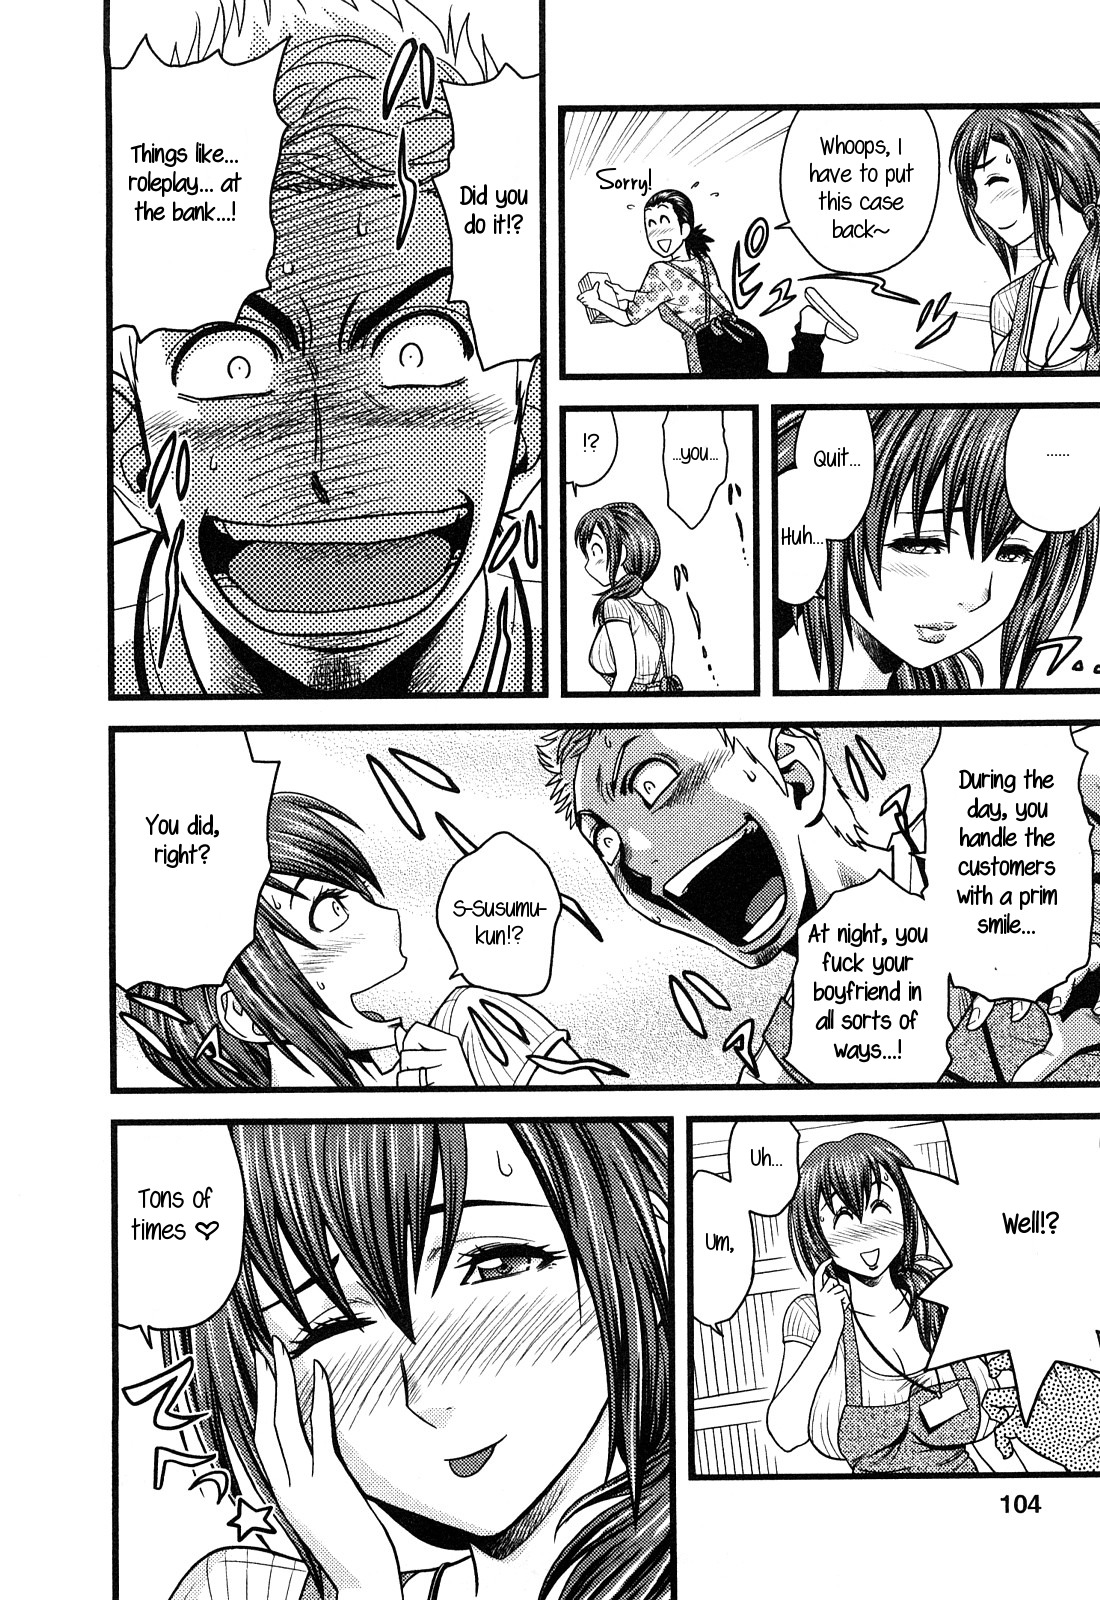 Whoops, I
have to put
this case
back~
Sorry!
......
Quit...
Huh...
...you...
!?
Did you
do it!?
Things like...
roleplay... at
the bank...!
During the
day, you
handle the
customers
with a prim
smile...
At night, you
fuck your
boyfriend in
all sorts of
ways...!
S-Susumu-
kun!?
You did,
right?
Well!?
Uh...
Um,
Tons of
times ♡
104